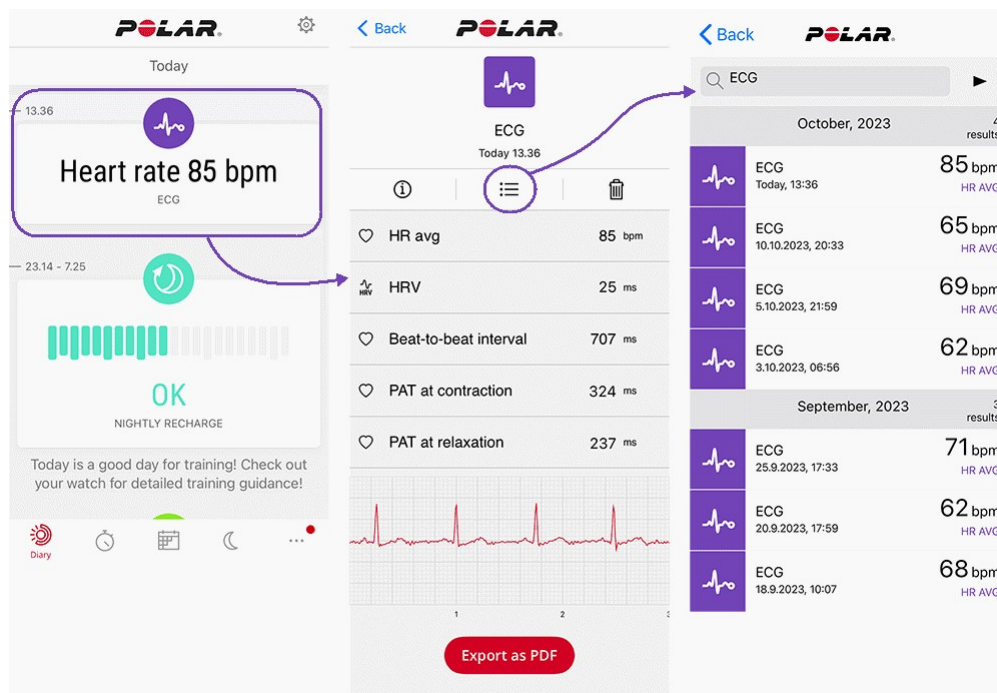 POLAR.
Today
13.36
Heart rate 85 bpm
ECG
23.14 - 7.25
OK
NIGHTLY RECHARGE
Today is a good day for training! Check out
your watch for detailed training guidance!
Diary
Back
POLAR.
ECG
Today 13.36
HR avg 85 bpm
HRV HRV 25 ms
Beat-to-beat interval 707 ms
PAT at contraction 324 ms
PAT at relaxation 237 ms
1 2
Export as PDF
Back
POLAR.
ECG
October, 2023
results
ECG 85 bpm
Today, 13:36 HR AVG
ECG 65 bpm
10.10.2023, 20:33 HR AVG
ECG 69 bpm
5.10.2023, 21:59 HR AVG
ECG 62 bpm
3.10.2023, 06:56 HR AVG
September, 2023
results
ECG 71 bpm
25.9.2023, 17:33 HR AVG
ECG 62 bpm
20.9.2023, 17:59 HR AVG
ECG 68 bpm
18.9.2023, 10:07 HR AVG